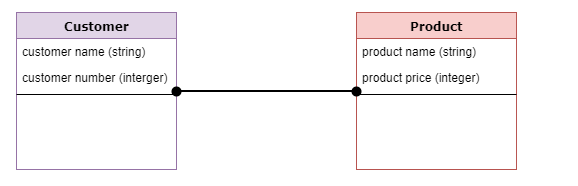 Customer
customer name (string)
customer number (interger)
Product
product name (string)
product price (integer)